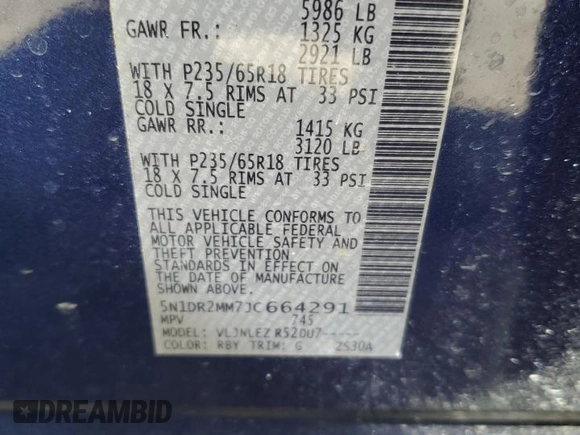 5986 LB
GAWR FR.: 1325 KG
2921 LB
WITH P235/65R18 TIRES
18 X 7.5 RIMS AT 33 PSI
COLD SINGLE
GAWR RR.: 1415 KG
3120 LB
WITH P235/65R18 TIRES
18 X 7.5 RIMS AT 33 PSI
COLD SINGLE
THIS VEHICLE CONFORMS TO
ALL APPLICABLE FEDERAL
MOTOR VEHICLE SAFETY AND
THEFT PREVENTION
STANDARDS IN EFFECT ON
THE DATE OF MANUFACTURE
SHOWN ABOVE.
5N1DR2MM7JC664291
MPV 745
MODEL: VLJNLEZ R520U7-----
COLOR: RBY TRIM: G 2S30A
DREAMBID